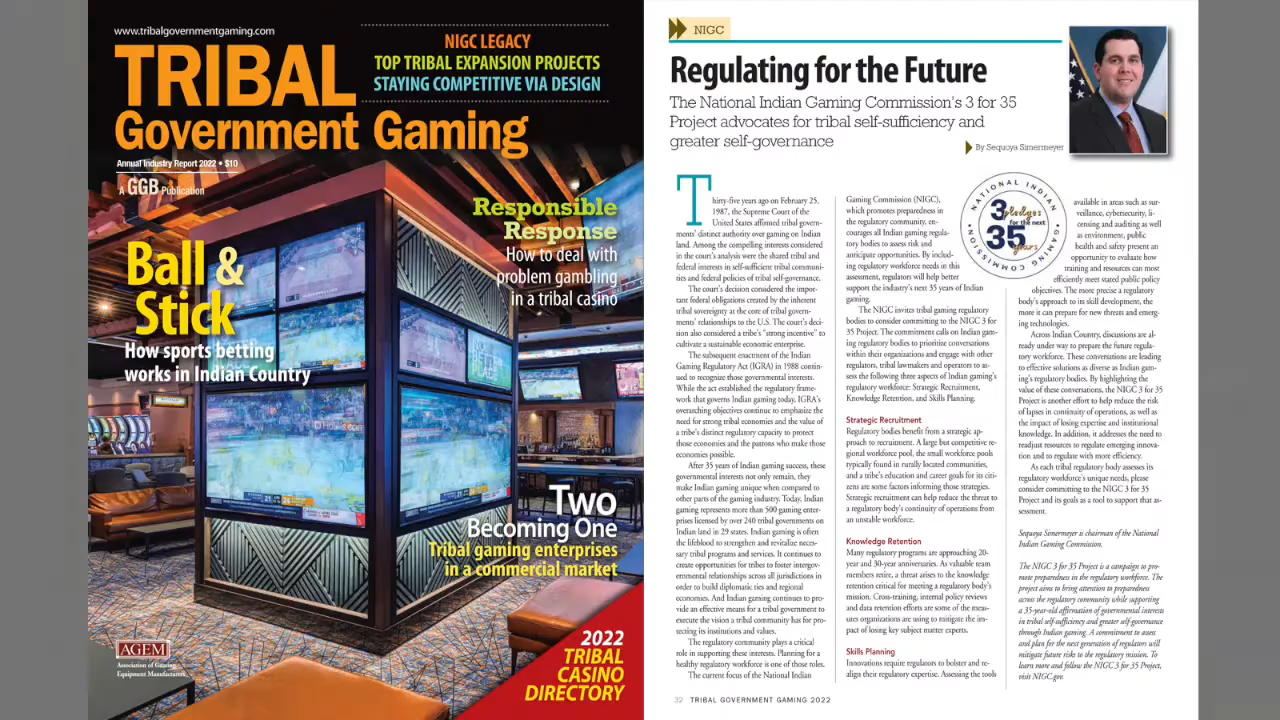 www.tribalgovernmentgaming.com
NIGC LEGACY
TOP TRIBAL EXPANSION PROJECTS
STAYING COMPETITIVE VIA DESIGN
TRIBAL
Government Gaming
Annual Industry Report 2022 • $10
A GGB Publication
Responsible
Response
How to deal with
problem gambling
in a tribal casino
Ball &
Stick
How sports betting
works in Indian Country
Two
Becoming One
Tribal gaming enterprises
in a commercial market
AGEM
Association of Gaming
Equipment Manufacturers
2022
TRIBAL
CASINO
DIRECTORY
NIGC
Regulating for the Future
The National Indian Gaming Commission's 3 for 35
Project advocates for tribal self-sufficiency and
greater self-governance
By Sequoya Simermeyer
Thirty-five years ago on February 25,
1987, the Supreme Court of the
United States affirmed tribal govern-
ments' distinct authority over gaming on Indian
land. Among the compelling interests considered
in the court's analysis were the shared tribal and
federal interests in self-sufficient tribal communi-
ties and federal policies of tribal self-governance.
The court's decision considered the impor-
tant federal obligations created by the inherent
tribal sovereignty at the core of tribal govern-
ments' relationships to the U.S. The court's deci-
sion also considered a tribe's "strong incentive" to
cultivate a sustainable economic enterprise.
The subsequent enactment of the Indian
Gaming Regulatory Act (IGRA) in 1988 contin-
ued to recognize those governmental interests.
While the act established the regulatory frame-
work that governs Indian gaming today, IGRA's
overarching objectives continue to emphasize the
need for strong tribal economies and the value of
a tribe's distinct regulatory capacity to protect
those economies and the patrons who make those
economies possible.
After 35 years of Indian gaming success, these
governmental interests not only remain, they
make Indian gaming unique when compared to
other parts of the gaming industry. Today, Indian
gaming represents more than 500 gaming enter-
prises licensed by over 240 tribal governments on
Indian land in 29 states. Indian gaming is often
the lifeblood to strengthen and revitalize neces-
sary tribal programs and services. It continues to
create opportunities for tribes to foster intergov-
ernmental relationships across all jurisdictions in
order to build diplomatic ties and regional
economies. And Indian gaming continues to pro-
vide an effective means for a tribal government to
execute the vision a tribal community has for pro-
tecting its institutions and values.
The regulatory community plays a critical
role in supporting these interests. Planning for a
healthy regulatory workforce is one of those roles.
The current focus of the National Indian
Gaming Commission (NIGC),
which promotes preparedness in
the regulatory community, en-
courages all Indian gaming regula-
tory bodies to assess risk and
anticipate opportunities. By includ-
ing regulatory workforce needs in this
assessment, regulators will help better
support the industry's next 35 years of Indian
gaming.
The NIGC invites tribal gaming regulatory
bodies to consider committing to the NIGC 3 for
35 Project. The commitment calls on Indian gam-
ing regulatory bodies to prioritize conversations
within their organizations and engage with other
regulators, tribal lawmakers and operators to as-
sess the following three aspects of Indian gaming's
regulatory workforce: Strategic Recruitment,
Knowledge Retention, and Skills Planning.
Strategic Recruitment
Regulatory bodies benefit from a strategic ap-
proach to recruitment. A large but competitive re-
gional workforce pool, the small workforce pools
typically found in rurally located communities,
and a tribe's education and career goals for its citi-
zens are some factors informing those strategies.
Strategic recruitment can help reduce the threat to
a regulatory body's continuity of operations from
an unstable workforce.
Knowledge Retention
Many regulatory programs are approaching 20-
year and 30-year anniversaries. As valuable team
members retire, a threat arises to the knowledge
retention critical for meeting a regulatory body's
mission. Cross-training, internal policy reviews
and data retention efforts are some of the meas-
ures organizations are using to mitigate the im-
pact of losing key subject matter experts.
Skills Planning
Innovations require regulators to bolster and re-
align their regulatory expertise. Assessing the tools
NATIONAL INDIAN
GAMING COMMISSION
3 pledges
for the next
35 years
available in areas such as sur-
veillance, cybersecurity, li-
censing and auditing as well
as environment, public
health and safety present an
opportunity to evaluate how
training and resources can most
efficiently meet stated public policy
objectives. The more precise a regulatory
body's approach to its skill development, the
more it can prepare for new threats and emerg-
ing technologies.
Across Indian Country, discussions are al-
ready under way to prepare the future regula-
tory workforce. These conversations are leading
to effective solutions as diverse as Indian gam-
ing's regulatory bodies. By highlighting the
value of these conversations, the NIGC 3 for 35
Project is another effort to help reduce the risk
of lapses in continuity of operations, as well as
the impact of losing expertise and institutional
knowledge. In addition, it addresses the need to
readjust resources to regulate emerging innova-
tion and to regulate with more efficiency.
As each tribal regulatory body assesses its
regulatory workforce's unique needs, please
consider committing to the NIGC 3 for 35
Project and its goals as a tool to support that as-
sessment.
Sequoya Simermeyer is chairman of the National
Indian Gaming Commission.
The NIGC 3 for 35 Project is a campaign to pro-
mote preparedness in the regulatory workforce. The
project aims to bring attention to preparedness
across the regulatory community while supporting
a 35-year-old affirmation of governmental interests
in tribal self-sufficiency and greater self-governance
through Indian gaming. A commitment to assess
and plan for the next generation of regulators will
mitigate future risks to the regulatory mission. To
learn more and follow the NIGC 3 for 35 Project,
visit NIGC.gov.
32 TRIBAL GOVERNMENT GAMING 2022